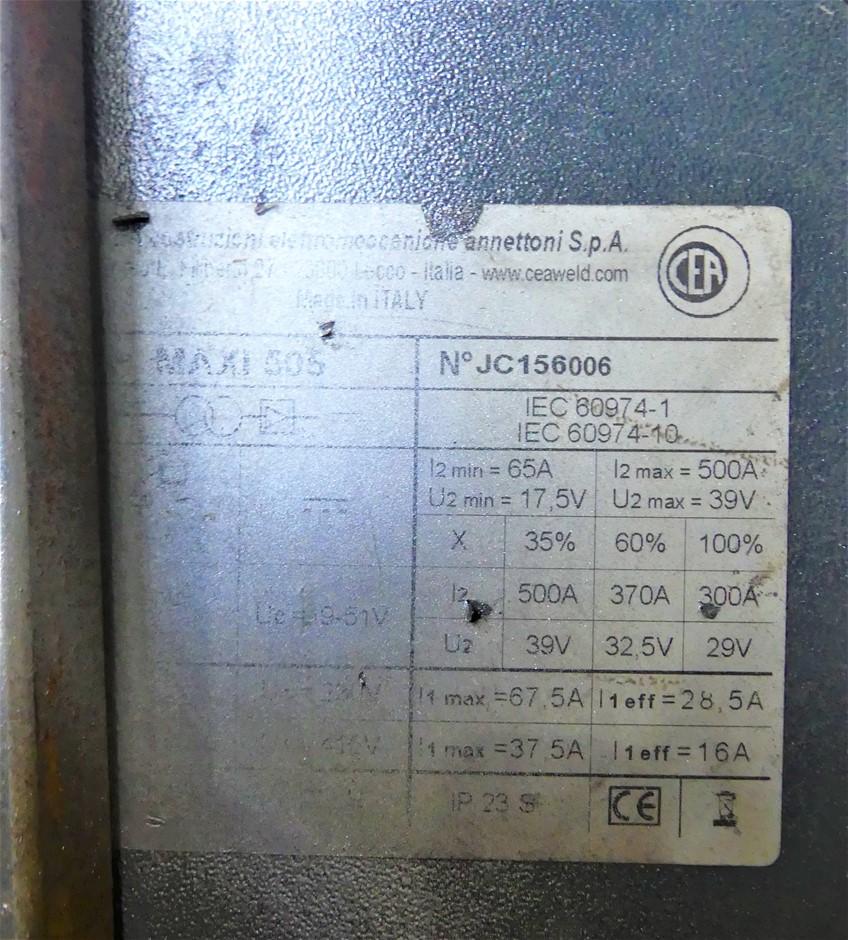 costruzioni elettromeccaniche annettoni S.p.A.
Lecco - Italia - www.ceaweld.com
Made in ITALY
CEA
MAXI 505
N° JC156006
IEC 60974-1
IEC 60974-10
I2 min = 65A I2 max = 500A
U2 min = 17,5V U2 max = 39V
X 35% 60% 100%
I2 500A 370A 300A
U2 39V 32,5V 29V
I1 max =67,5A I1 eff = 28,5A
I1 max =37,5A I1 eff = 16A
IP 23 S CE